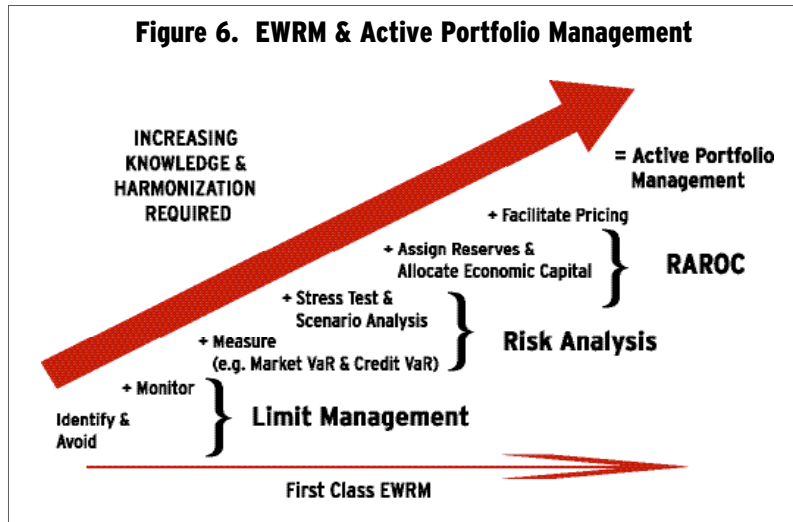 Figure 6. EWRM & Active Portfolio Management
INCREASING
KNOWLEDGE &
HARMONIZATION
REQUIRED
= Active Portfolio
Management
+ Facilitate Pricing
+ Assign Reserves &
Allocate Economic Capital
RAROC
+ Stress Test &
Scenario Analysis
+ Measure
(e.g. Market VaR & Credit VaR)
Risk Analysis
+ Monitor
Identify &
Avoid
Limit Management
First Class EWRM